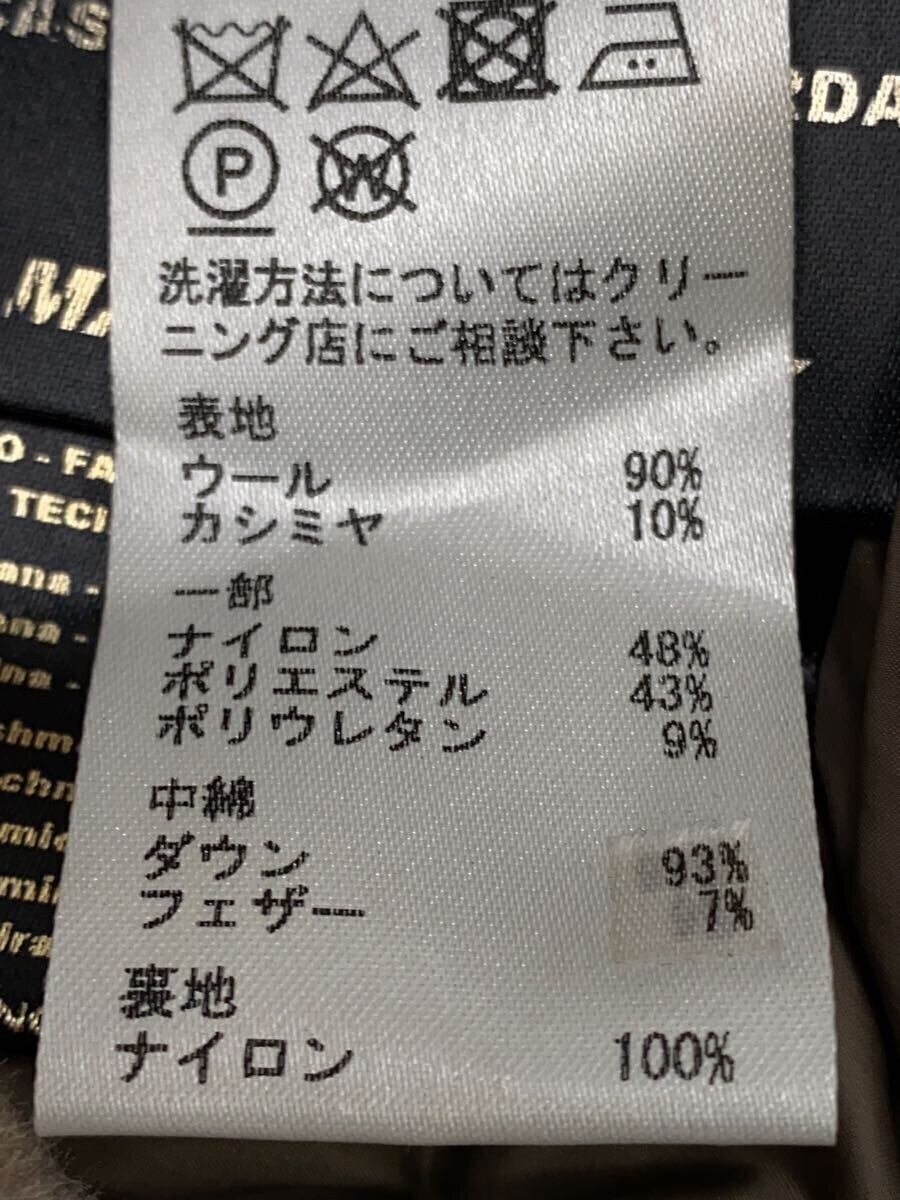 P
W
洗濯方法についてはクリー
ニング店にご相談下さい。
表地
ウール 90%
カシミヤ 10%
一部
ナイロン 48%
ポリエステル 43%
ポリウレタン 9%
中綿
ダウン 93%
フェザー 7%
裏地
ナイロン 100%